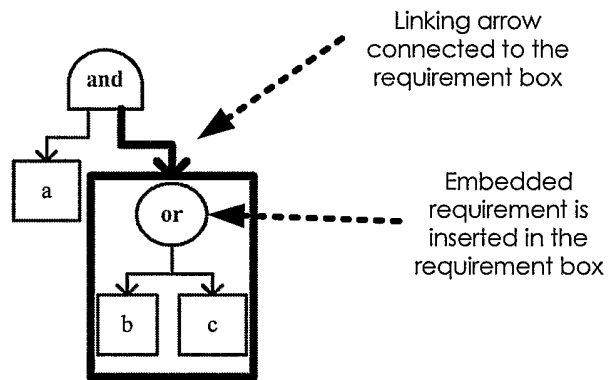 Linking arrow
connected to the
requirement box
and
a
or
Embedded
requirement is
inserted in the
requirement box
b
c